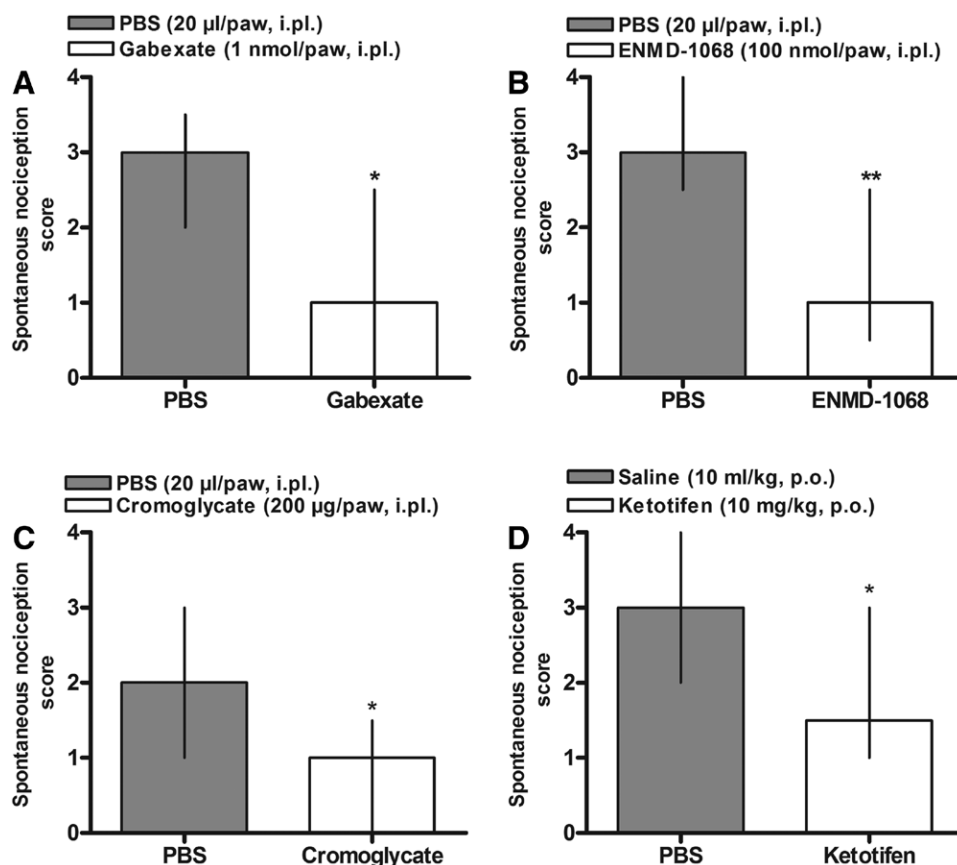 PBS (20 µl/paw, i.pl.)
Gabexate (1 nmol/paw, i.pl.)
A
Spontaneous nociception
score
4
3
2
1
0
*
PBS
Gabexate
PBS (20 µl/paw, i.pl.)
ENMD-1068 (100 nmol/paw, i.pl.)
B
Spontaneous nociception
score
4
3
2
1
0
**
PBS
ENMD-1068
PBS (20 µl/paw, i.pl.)
Cromoglycate (200 µg/paw, i.pl.)
C
Spontaneous nociception
score
4
3
2
1
0
*
PBS
Cromoglycate
Saline (10 ml/kg, p.o.)
Ketotifen (10 mg/kg, p.o.)
D
Spontaneous nociception
score
4
3
2
1
0
*
PBS
Ketotifen